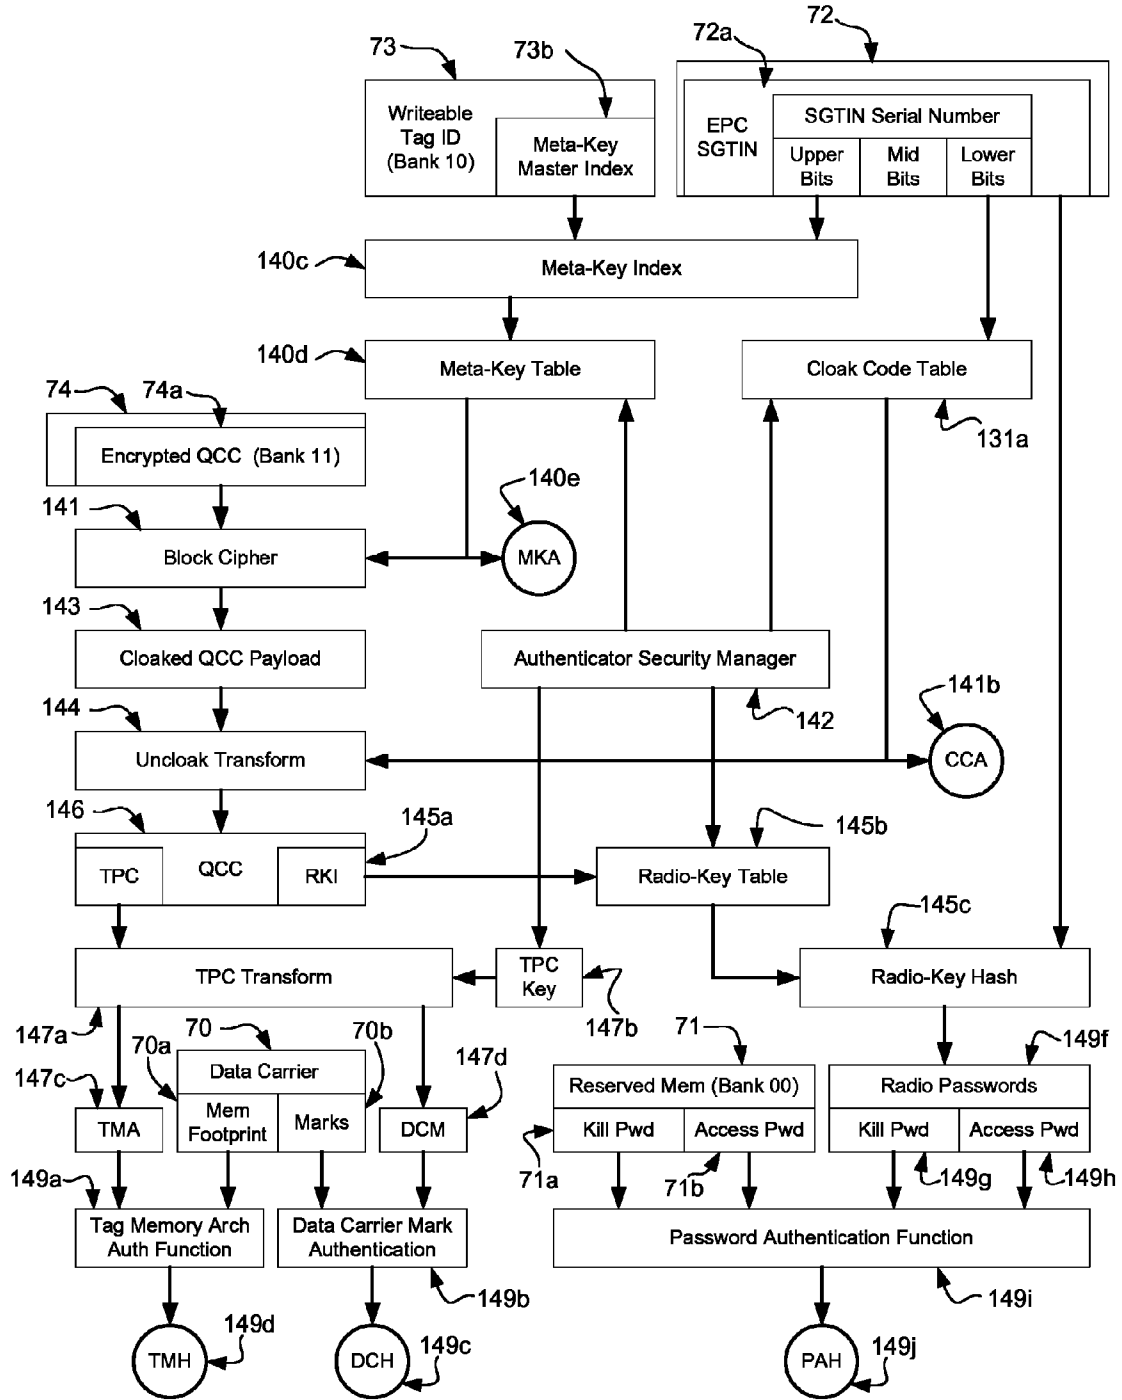 72
73
73b
72a
Writeable
Tag ID
(Bank 10)
Meta-Key
Master Index
EPC
SGTIN
SGTIN Serial Number
Upper
Bits
Mid
Bits
Lower
Bits
140c
Meta-Key Index
140d
Meta-Key Table
Cloak Code Table
74
74a
131a
Encrypted QCC (Bank 11)
140e
141
Block Cipher
MKA
143
Cloaked QCC Payload
Authenticator Security Manager
144
142
141b
Uncloak Transform
CCA
146
145a
145b
TPC
QCC
RKI
Radio-Key Table
145c
TPC Transform
TPC
Key
Radio-Key Hash
147a
70
70b
147b
71
149f
70a
147c
147d
Data Carrier
Reserved Mem (Bank 00)
Radio Passwords
TMA
Mem
Footprint
Marks
DCM
Kill Pwd
Access Pwd
Kill Pwd
Access Pwd
149a
71a
71b
149g
149h
Tag Memory Arch
Auth Function
Data Carrier Mark
Authentication
Password Authentication Function
149b
149i
149d
149c
149j
TMH
DCH
PAH